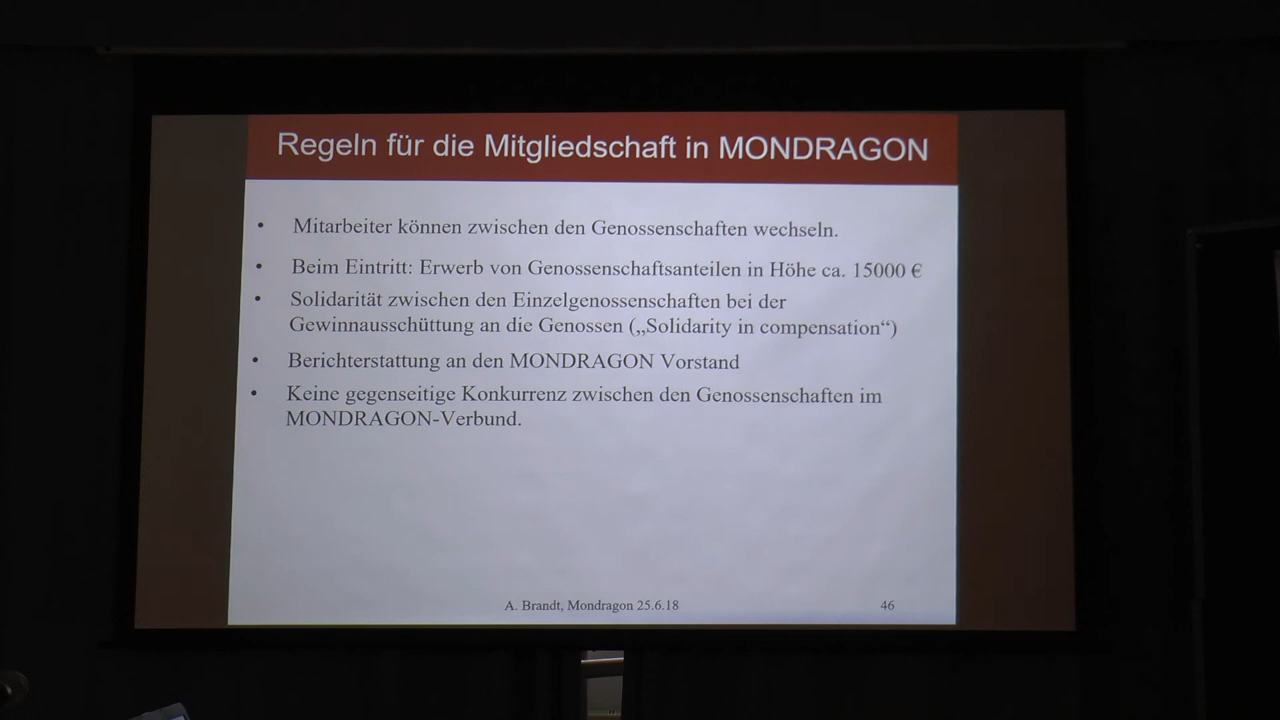 Regeln für die Mitgliedschaft in MONDRAGON
• Mitarbeiter können zwischen den Genossenschaften wechseln.
• Beim Eintritt: Erwerb von Genossenschaftsanteilen in Höhe ca. 15000 €
• Solidarität zwischen den Einzelgenossenschaften bei der
Gewinnausschüttung an die Genossen („Solidarity in compensation“)
• Berichterstattung an den MONDRAGON Vorstand
• Keine gegenseitige Konkurrenz zwischen den Genossenschaften im
MONDRAGON-Verbund.
A. Brandt, Mondragon 25.6.18 46